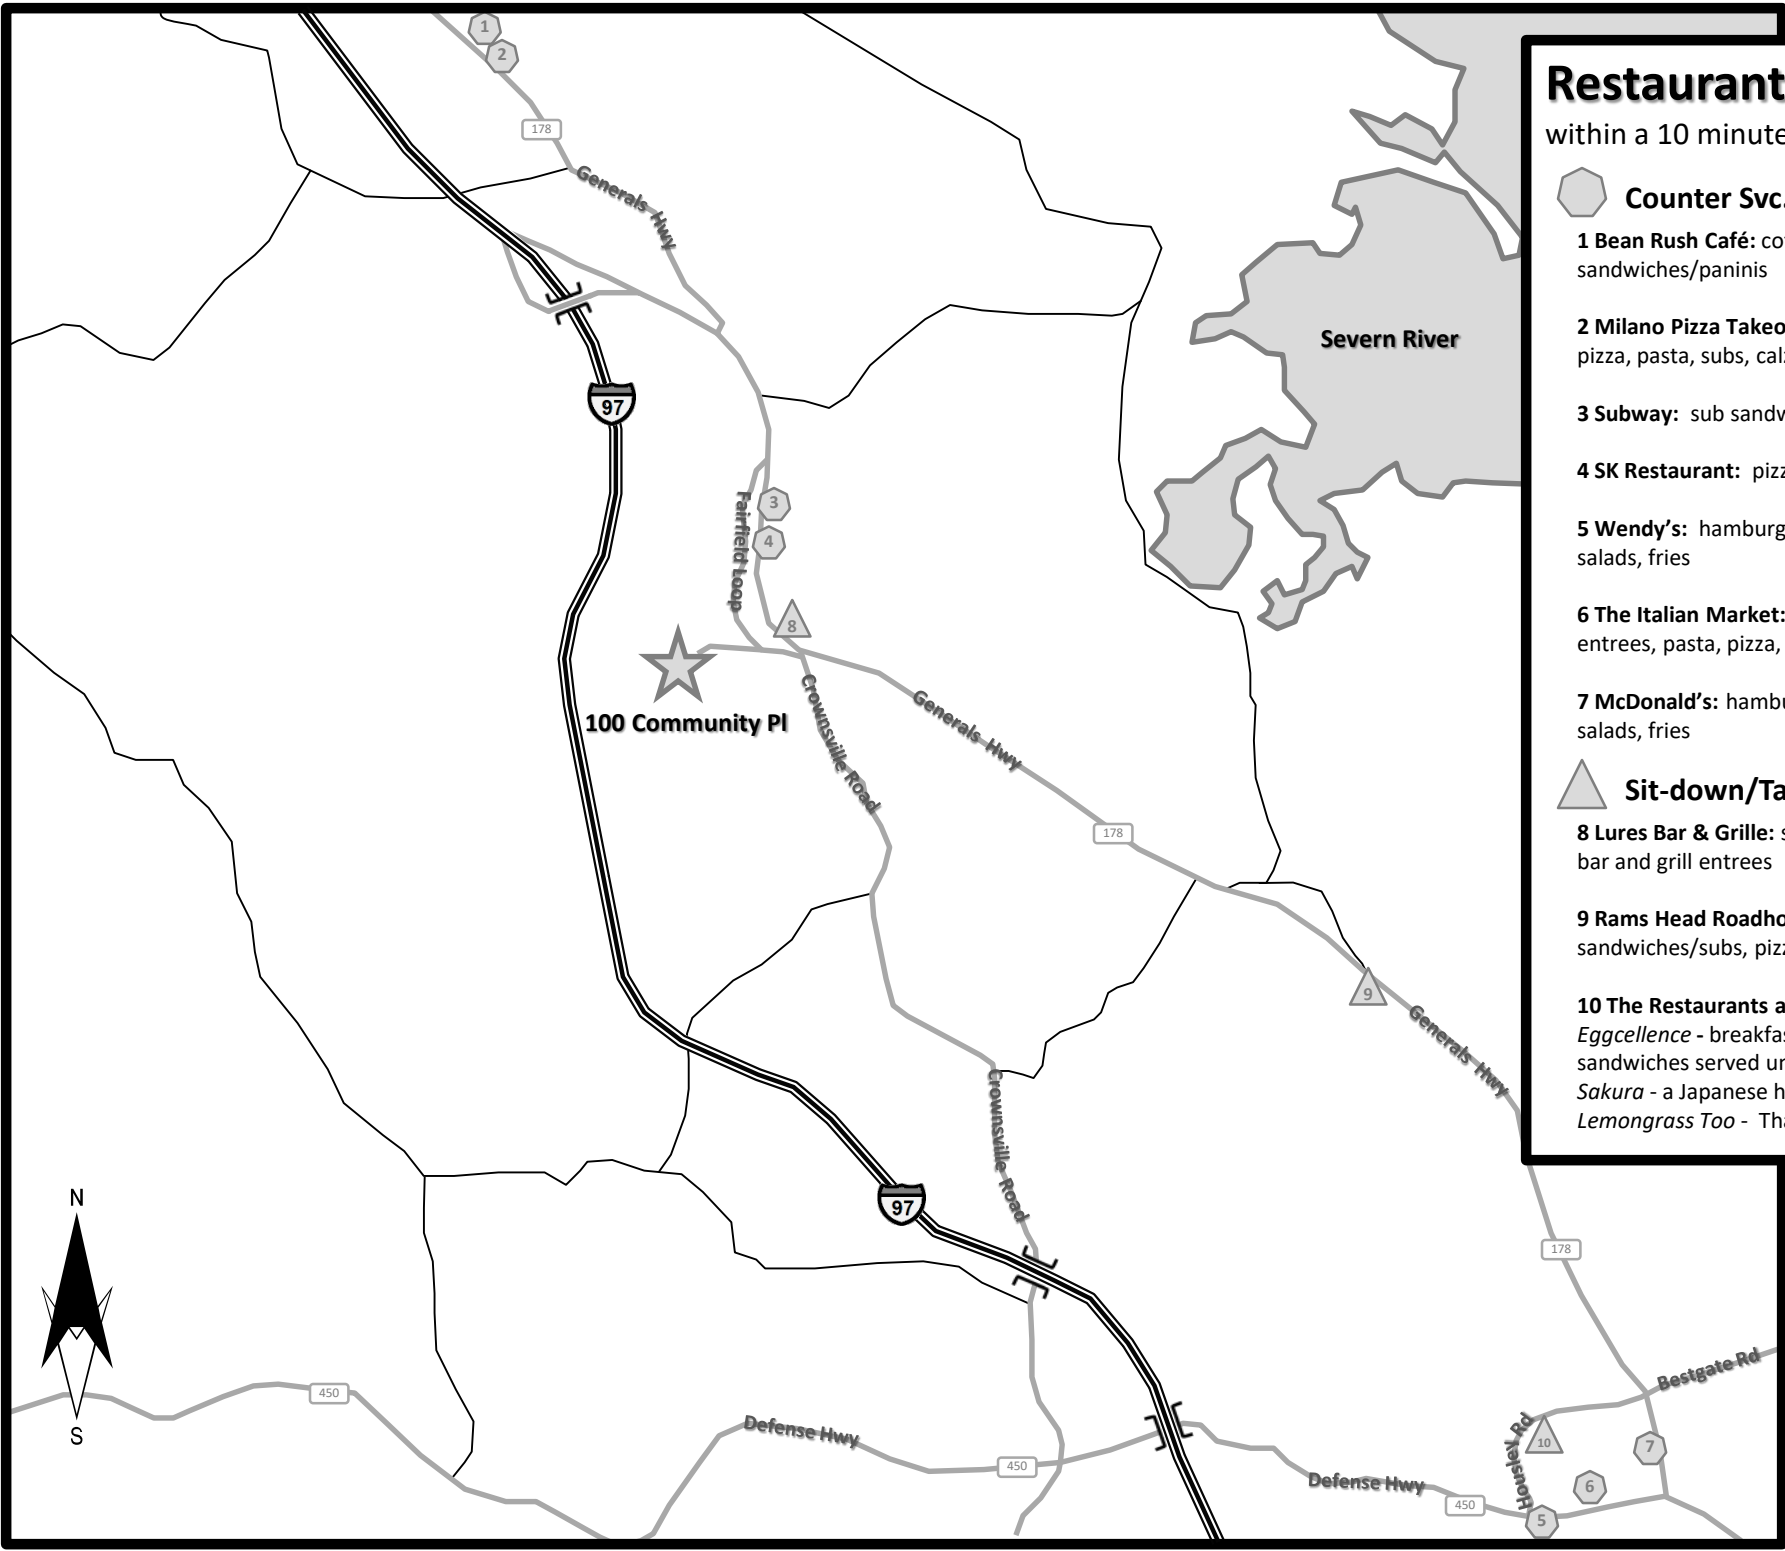 1
2
178
Generals Hwy
97
Severn River
3
Fairfield Loop
4
8
100 Community Pl
Crownsville Road
Generals Hwy
178
9
Generals Hwy
Crownsville Road
97
N
S
178
Bestgate Rd
450
Defense Hwy
450
Housley Rd
10
7
Defense Hwy
450
6
5
Restaurant
within a 10 minute
Counter Svc.
1 Bean Rush Café: co
sandwiches/paninis
2 Milano Pizza Takeo
pizza, pasta, subs, cal
3 Subway: sub sandw
4 SK Restaurant: pizz
5 Wendy’s: hamburg
salads, fries
6 The Italian Market:
entrees, pasta, pizza,
7 McDonald’s: hambu
salads, fries
Sit-down/Ta
8 Lures Bar & Grille: s
bar and grill entrees
9 Rams Head Roadho
sandwiches/subs, pizz
10 The Restaurants a
Eggcellence - breakfas
sandwiches served un
Sakura - a Japanese h
Lemongrass Too - Tha